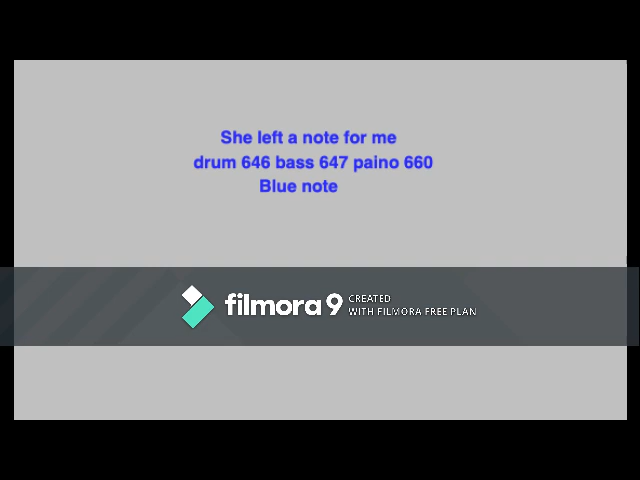 She left a note for me
drum 646 bass 647 paino 660
Blue note
filmora 9 CREATED
WITH FILMORA FREE PLAN